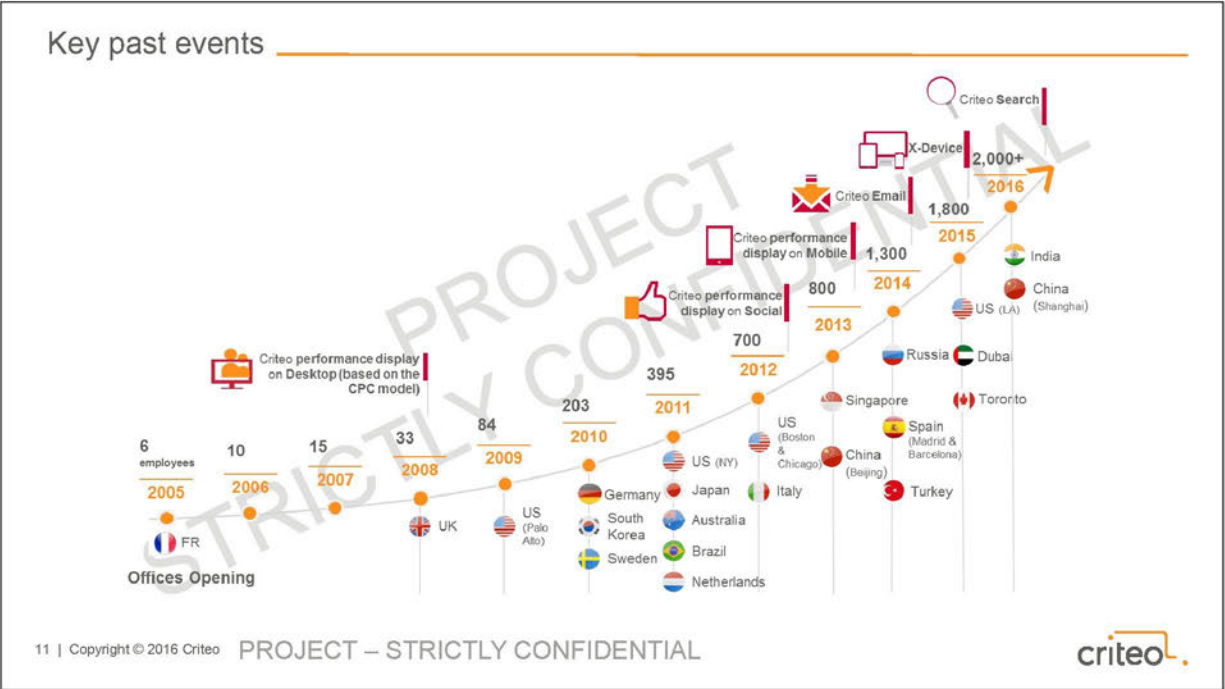 Key past events
Criteo Search
X-Device
2,000+
2016
Criteo Email
1,800
2015
Criteo performance
display on Mobile
1,300
2014
Criteo performance
display on Social
800
2013
700
2012
Criteo performance display
on Desktop (based on the
CPC model)
395
2011
203
2010
84
2009
33
2008
15
2007
10
2006
6
employees
2005
FR
Offices Opening
UK
US
(Palo
Alto)
Germany
South
Korea
Sweden
US (NY)
Japan
Australia
Brazil
Netherlands
US
(Boston
&
Chicago)
Italy
Singapore
China
(Beijing)
Russia
Spain
(Madrid &
Barcelona)
Turkey
US (LA)
Dubai
Toronto
India
China
(Shanghai)
PROJECT
STRICTLY CONFIDENTIAL
11 | Copyright © 2016 Criteo
PROJECT – STRICTLY CONFIDENTIAL
criteo